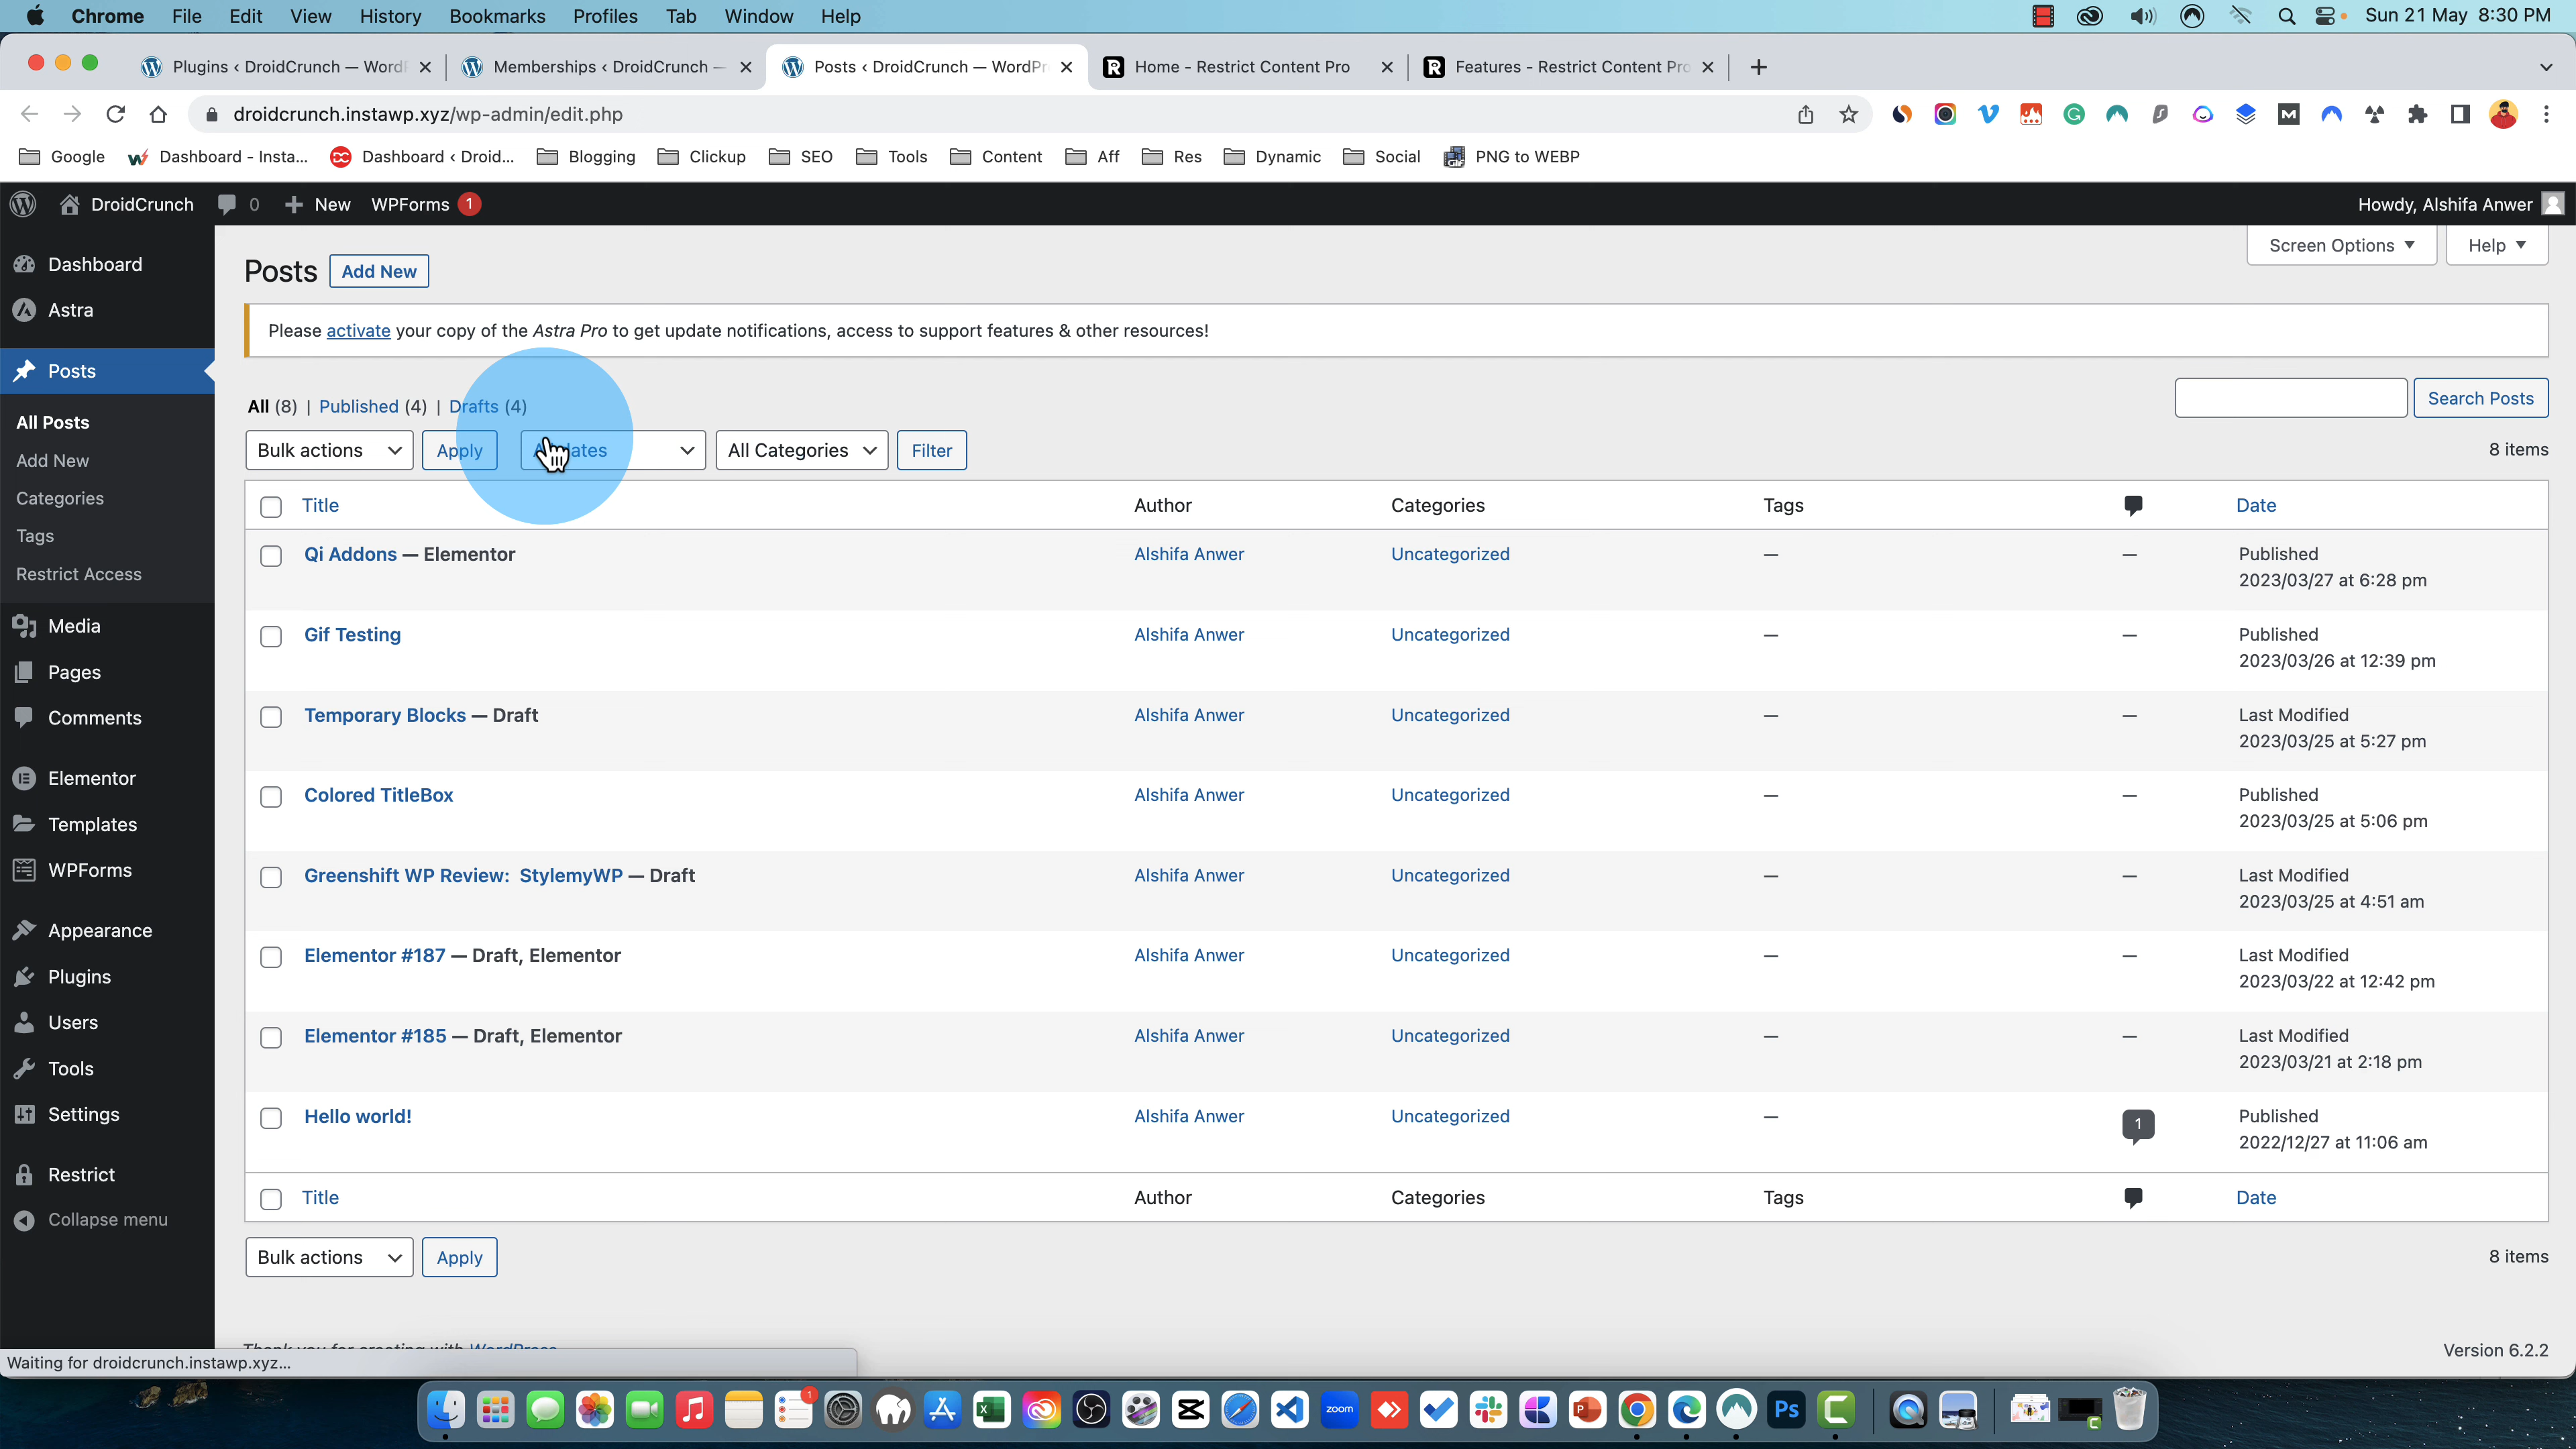 Chrome File Edit View History Bookmarks Profiles Tab Window Help Sun 21 May 8:30 PM
Plugins ‹ DroidCrunch — Word Memberships ‹ DroidCrunch — Posts ‹ DroidCrunch — WordPr Home - Restrict Content Pro Features - Restrict Content Pro
droidcrunch.instawp.xyz/wp-admin/edit.php
Google Dashboard - Insta... Dashboard ‹ Droid... Blogging Clickup SEO Tools Content Aff Res Dynamic Social PNG to WEBP
DroidCrunch 0 New WPForms 1 Howdy, Alshifa Anwer
Screen Options Help
Dashboard
Astra
Posts
All Posts
Add New
Categories
Tags
Restrict Access
Media
Pages
Comments
Elementor
Templates
WPForms
Appearance
Plugins
Users
Tools
Settings
Restrict
Collapse menu
Posts Add New
Please activate your copy of the Astra Pro to get update notifications, access to support features & other resources!
All (8) | Published (4) | Drafts (4)
Search Posts
Bulk actions Apply All Categories Filter 8 items
Title Author Categories Tags Date
Qi Addons — Elementor Alshifa Anwer Uncategorized — — Published
2023/03/27 at 6:28 pm
Gif Testing Alshifa Anwer Uncategorized — — Published
2023/03/26 at 12:39 pm
Temporary Blocks — Draft Alshifa Anwer Uncategorized — — Last Modified
2023/03/25 at 5:27 pm
Colored TitleBox Alshifa Anwer Uncategorized — — Published
2023/03/25 at 5:06 pm
Greenshift WP Review: StylemyWP — Draft Alshifa Anwer Uncategorized — — Last Modified
2023/03/25 at 4:51 am
Elementor #187 — Draft, Elementor Alshifa Anwer Uncategorized — — Last Modified
2023/03/22 at 12:42 pm
Elementor #185 — Draft, Elementor Alshifa Anwer Uncategorized — — Last Modified
2023/03/21 at 2:18 pm
Hello world! Alshifa Anwer Uncategorized — 1 Published
2022/12/27 at 11:06 am
Title Author Categories Tags Date
Bulk actions Apply 8 items
Thank you for creating with WordPress Version 6.2.2
Waiting for droidcrunch.instawp.xyz...
1 zoom Ps